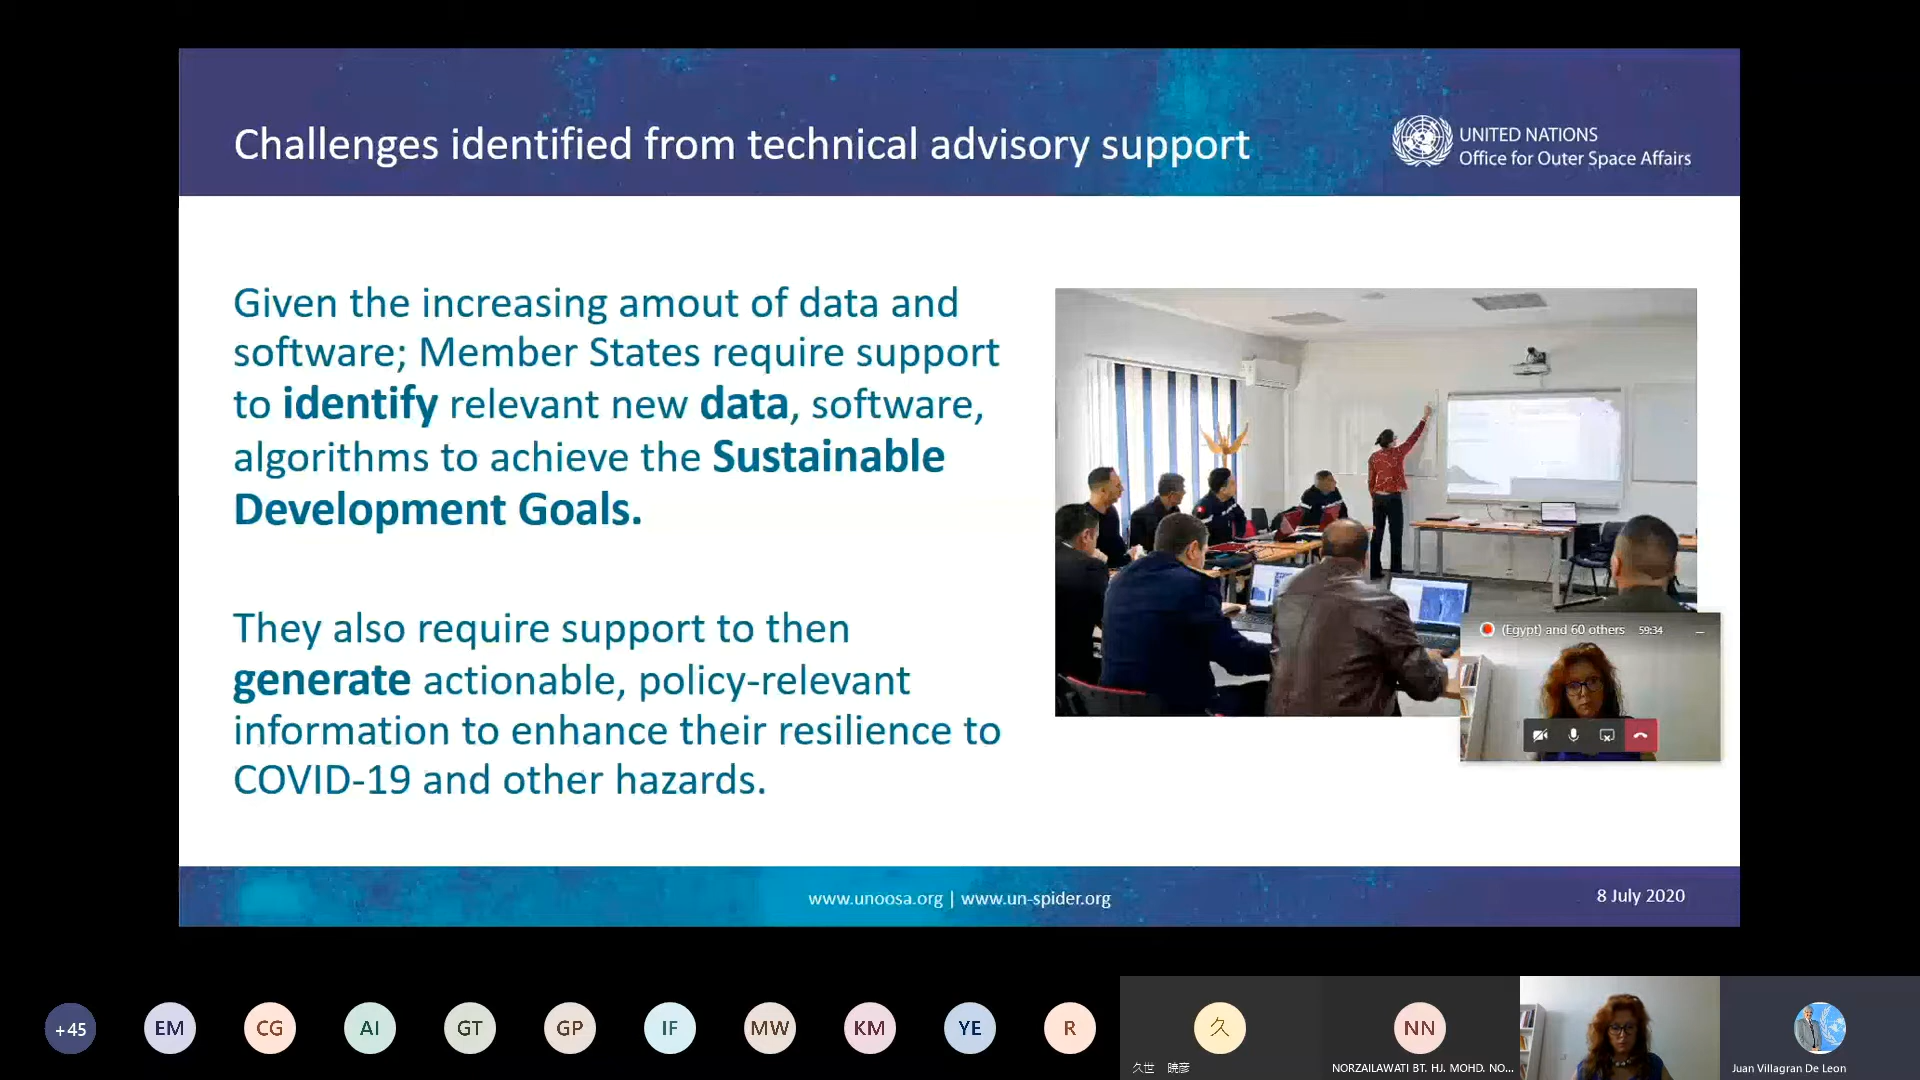 Challenges identified from technical advisory support
UNITED NATIONS
Office for Outer Space Affairs
Given the increasing amout of data and
software; Member States require support
to identify relevant new data, software,
algorithms to achieve the Sustainable
Development Goals.
They also require support to then
generate actionable, policy-relevant
information to enhance their resilience to
COVID-19 and other hazards.
(Egypt) and 60 others 59:34
www.unoosa.org | www.un-spider.org
8 July 2020
+45
EM
CG
AI
GT
GP
IF
MW
KM
YE
R
久
久世 暁彦
NN
NORZAILAWATI BT. HJ. MOHD. NO...
Juan Villagran De Leon